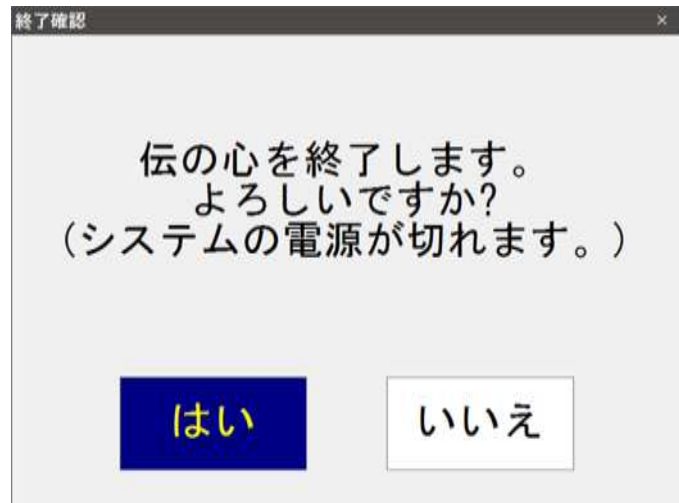 終了確認
×
伝の心を終了します。
よろしいですか?
(システムの電源が切れます。)
はい
いいえ